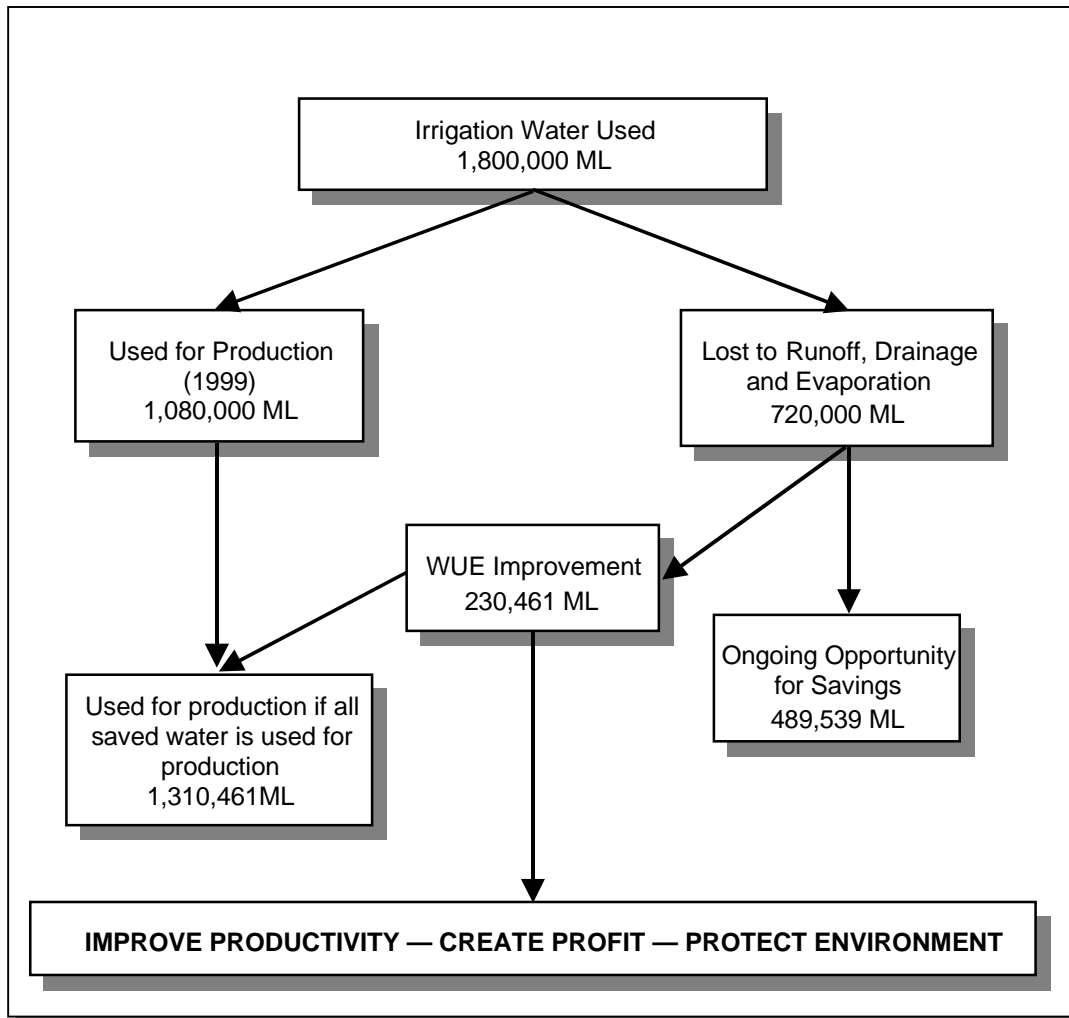 Irrigation Water Used
1,800,000 ML
Used for Production
(1999)
1,080,000 ML
Lost to Runoff, Drainage
and Evaporation
720,000 ML
WUE Improvement
230,461 ML
Ongoing Opportunity
for Savings
489,539 ML
Used for production if all
saved water is used for
production
1,310,461ML
IMPROVE PRODUCTIVITY — CREATE PROFIT — PROTECT ENVIRONMENT